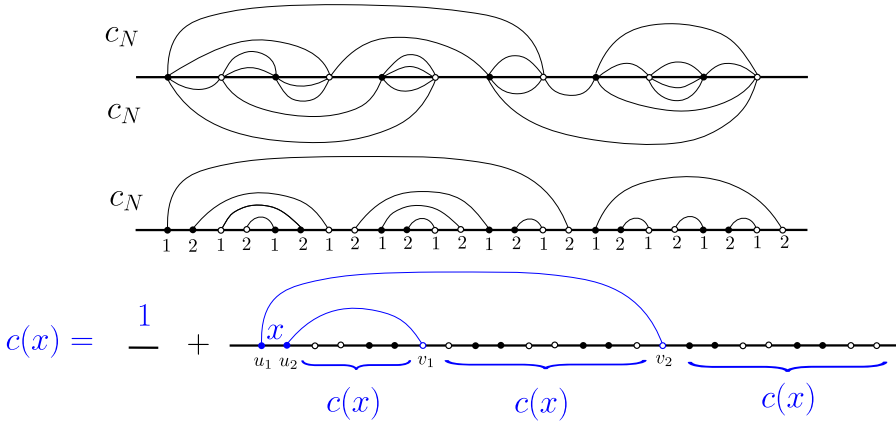 c_N
c_N
c_N
1 2 1 2 1 2 1 2 1 2 1 2 1 2 1 2 1 2 1 2 1 2 1 2
c(x) = 1 + x
u_1 u_2 v_1 v_2
c(x) c(x) c(x)